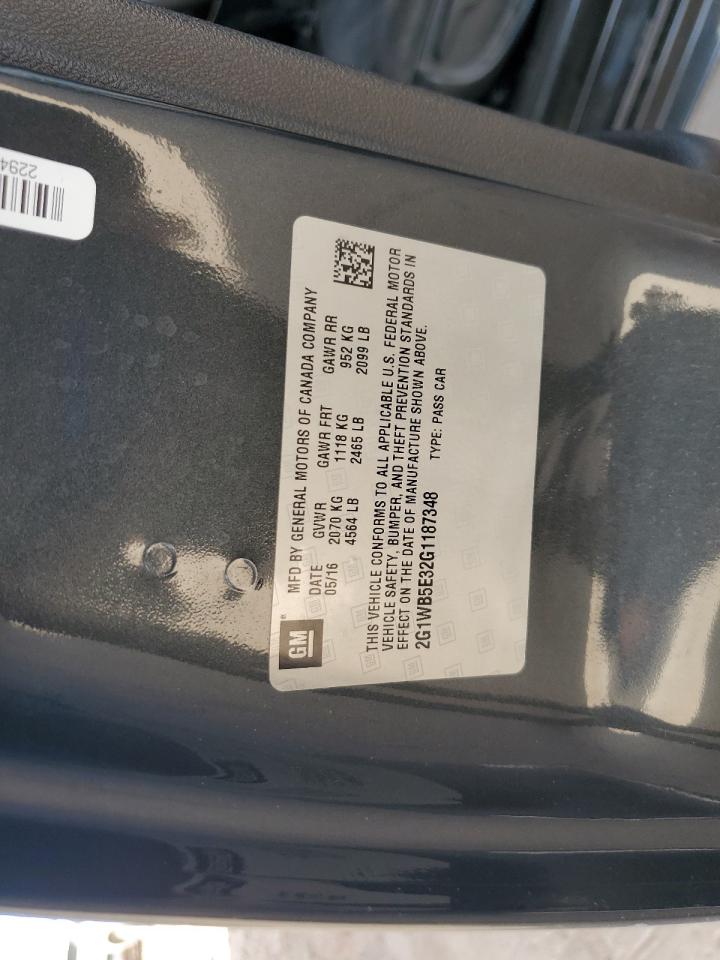 GM
MFD BY GENERAL MOTORS OF CANADA COMPANY
DATE GVWR GAWR FRT GAWR RR
05/16 2070 KG 1118 KG 952 KG
4564 LB 2465 LB 2099 LB
THIS VEHICLE CONFORMS TO ALL APPLICABLE U.S. FEDERAL MOTOR
VEHICLE SAFETY, BUMPER, AND THEFT PREVENTION STANDARDS IN
EFFECT ON THE DATE OF MANUFACTURE SHOWN ABOVE.
2G1WB5E32G1187348 TYPE: PASS CAR
2294